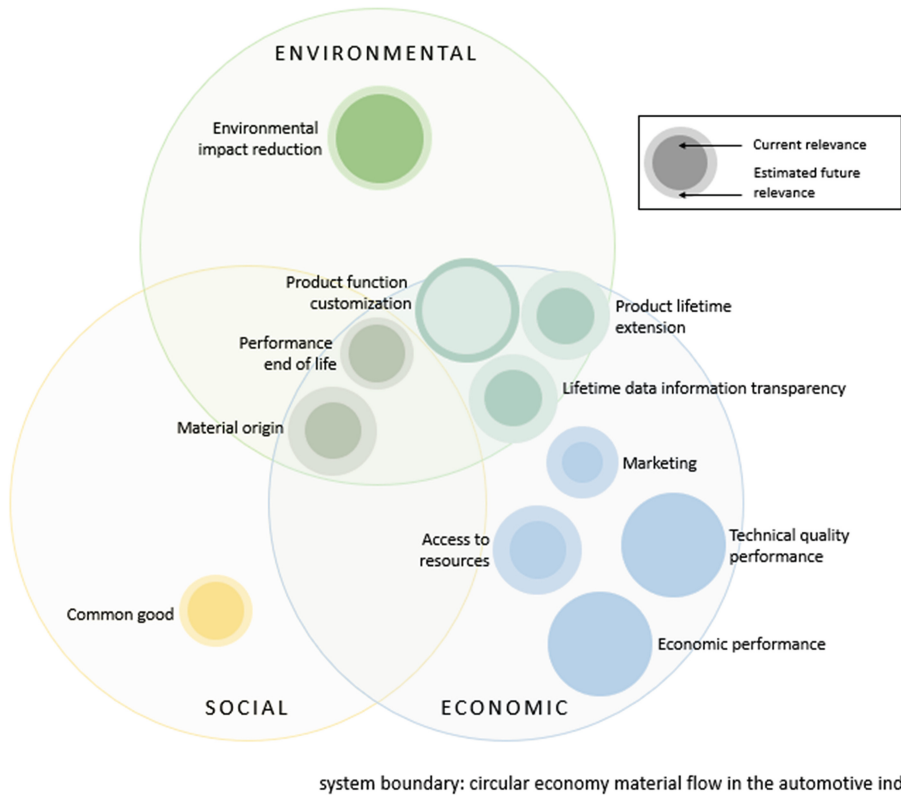 ENVIRONMENTAL
Environmental
impact reduction
Current relevance
Estimated future
relevance
Product function
customization
Product lifetime
extension
Performance
end of life
Lifetime data information transparency
Material origin
Marketing
Access to
resources
Technical quality
performance
Common good
Economic performance
SOCIAL
ECONOMIC
system boundary: circular economy material flow in the automotive ind